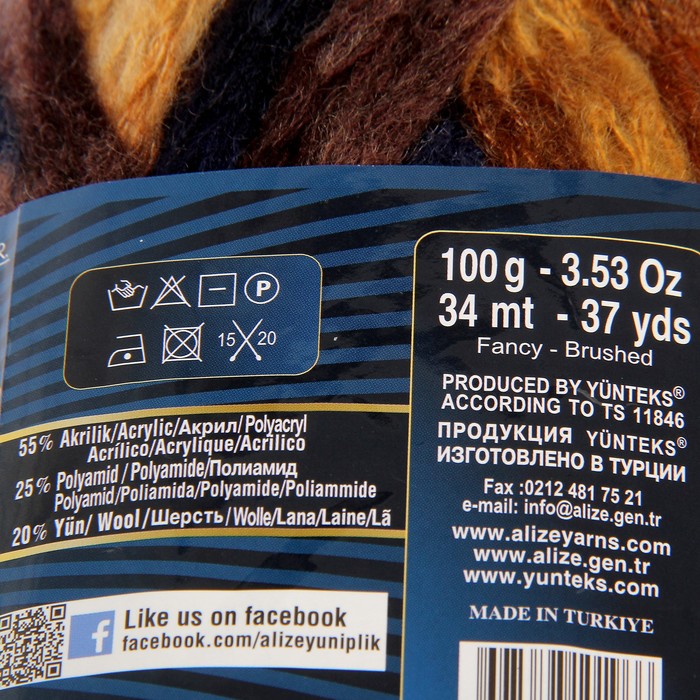 P
15 20
55% Akrilik/Acrylic/Акрил/Polyacryl
Acrílico/Acrylique/Acrilico
25% Polyamid / Polyamide/Полиамид
Polyamid/Poliamida/Polyamide/Poliammide
20% Yün/ Wool/Шерсть/Wolle/Lana/Laine/Lã
Like us on facebook
facebook.com/alizeyuniplik
100 g - 3.53 Oz
34 mt - 37 yds
Fancy - Brushed
PRODUCED BY YÜNTEKS®
ACCORDING TO TS 11846
ПРОДУКЦИЯ YÜNTEKS®
ИЗГОТОВЛЕНО В ТУРЦИИ
Fax :0212 481 75 21
e-mail: info@alize.gen.tr
www.alizeyarns.com
www.alize.gen.tr
www.yunteks.com
MADE IN TURKIYE